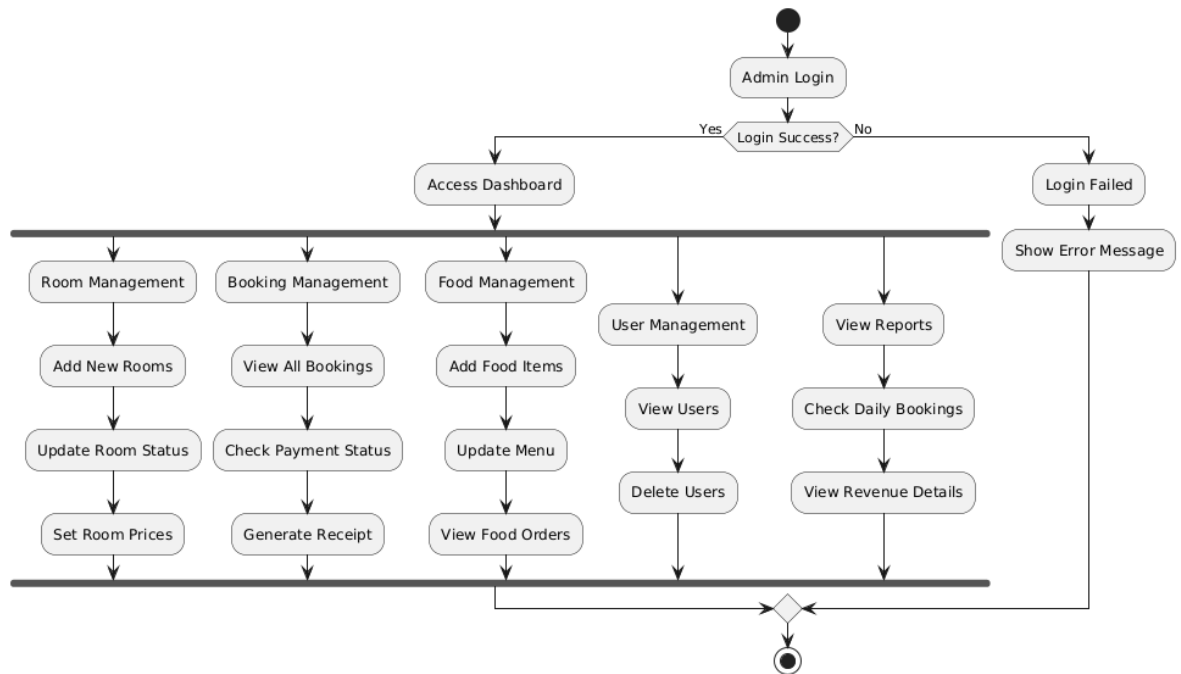 Admin Login
Yes
Login Success?
No
Access Dashboard
Login Failed
Show Error Message
Room Management
Add New Rooms
Update Room Status
Set Room Prices
Booking Management
View All Bookings
Check Payment Status
Generate Receipt
Food Management
Add Food Items
Update Menu
View Food Orders
User Management
View Users
Delete Users
View Reports
Check Daily Bookings
View Revenue Details